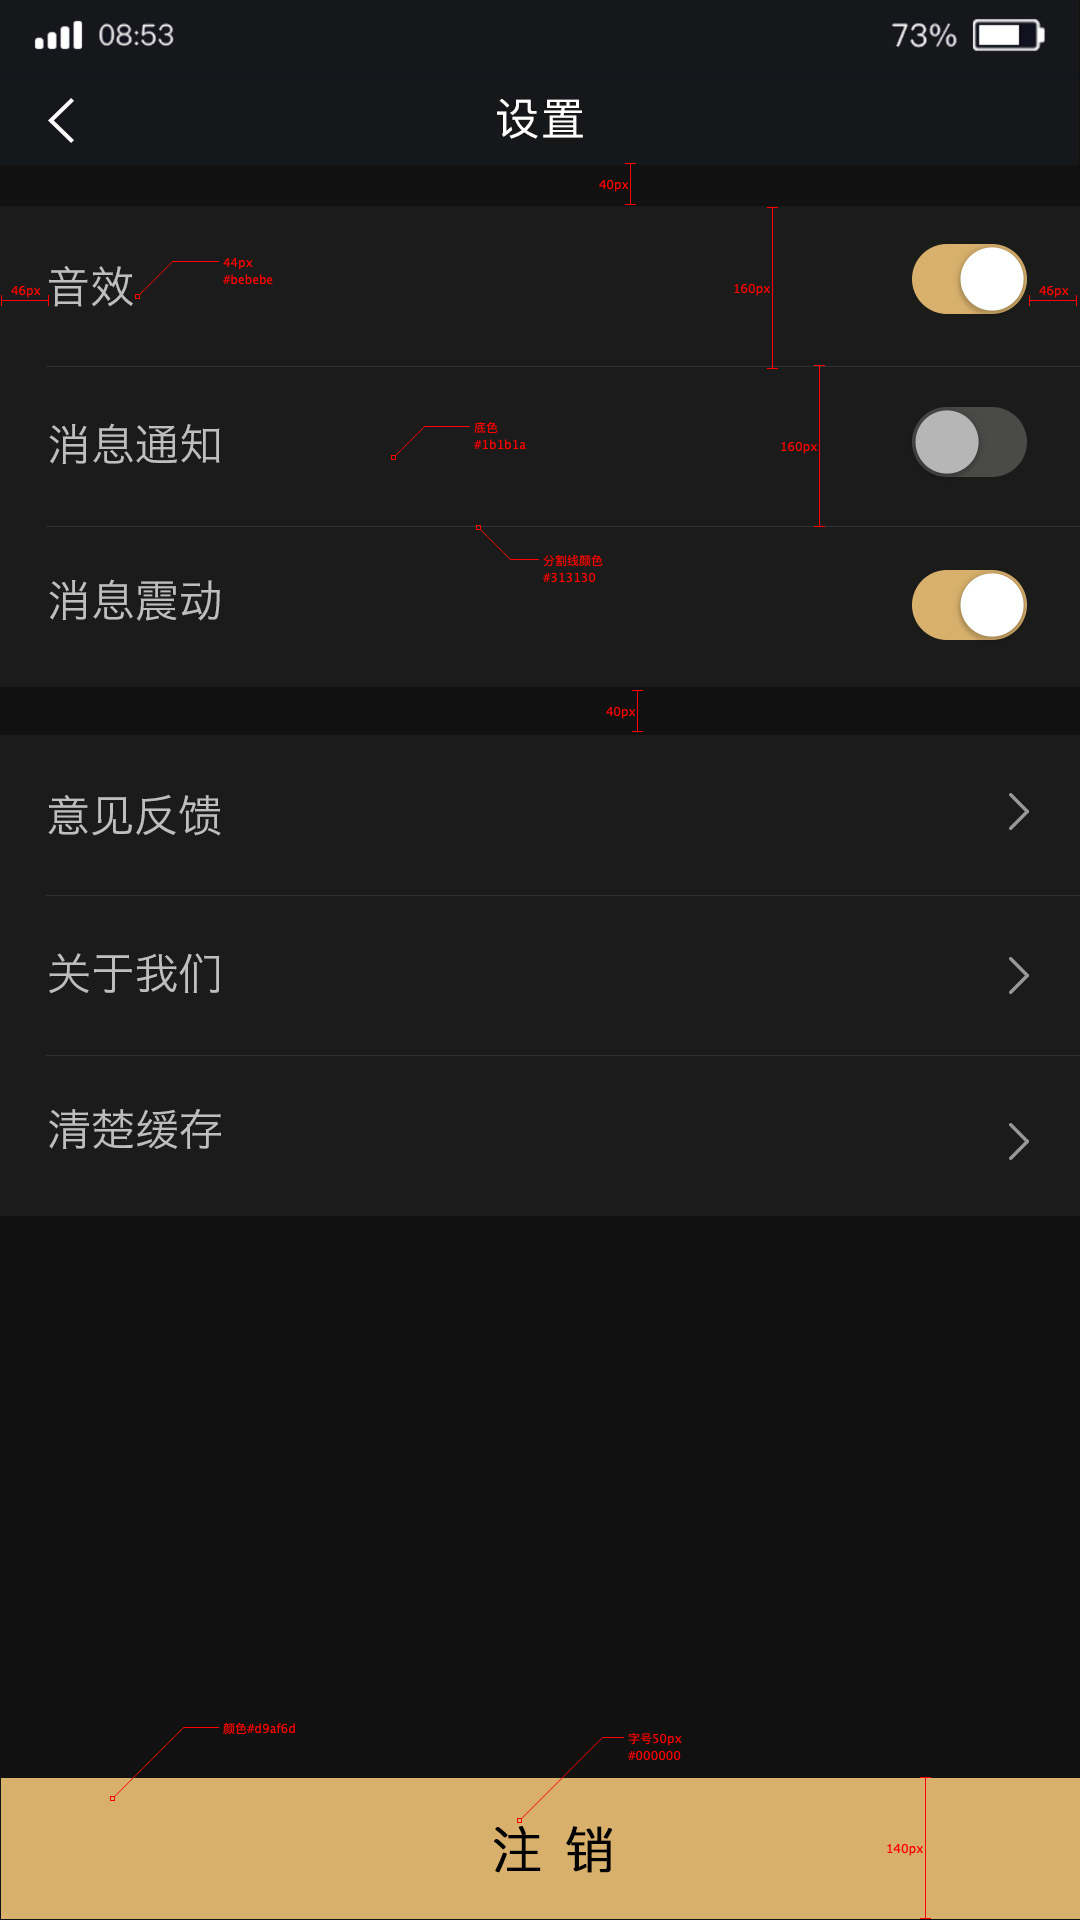 08:53 73%
设置
40px
44px
#bebebe
46px
音效
160px
46px
底色
#1b1b1a
消息通知
160px
分割线颜色
#313130
消息震动
40px
意见反馈
关于我们
清楚缓存
颜色#d9af6d
字号50px
#000000
注 销
140px